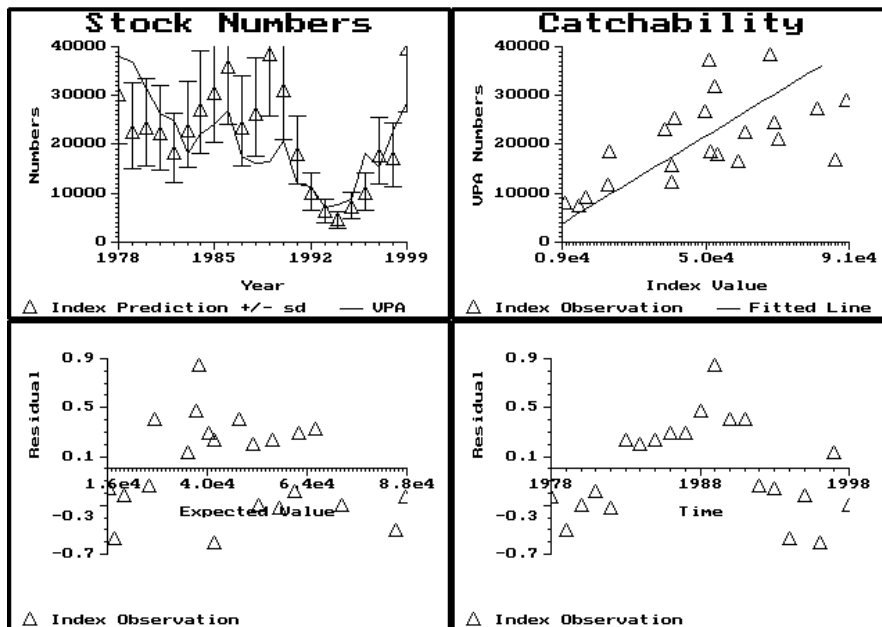 Stock Numbers
40000
30000
20000
10000
0
Numbers
1978 1985 1992 1999
Year
△ Index Prediction +/- sd — VPA
Catchability
40000
30000
20000
10000
0
VPA Numbers
0.9e4 5.0e4 9.1e4
Index Value
△ Index Observation — Fitted Line
0.9
0.5
0.1
-0.3
-0.7
Residual
1.6e4 4.0e4 6.4e4 8.8e4
Expected Value
△ Index Observation
0.9
0.5
0.1
-0.3
-0.7
Residual
1978 1988 1998
Time
△ Index Observation